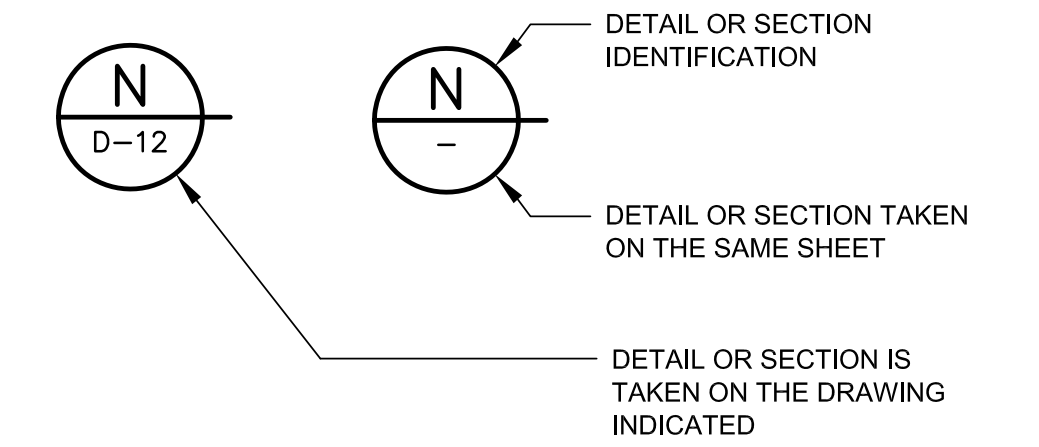 N
D-12
N
-
DETAIL OR SECTION
IDENTIFICATION
DETAIL OR SECTION TAKEN
ON THE SAME SHEET
DETAIL OR SECTION IS
TAKEN ON THE DRAWING
INDICATED